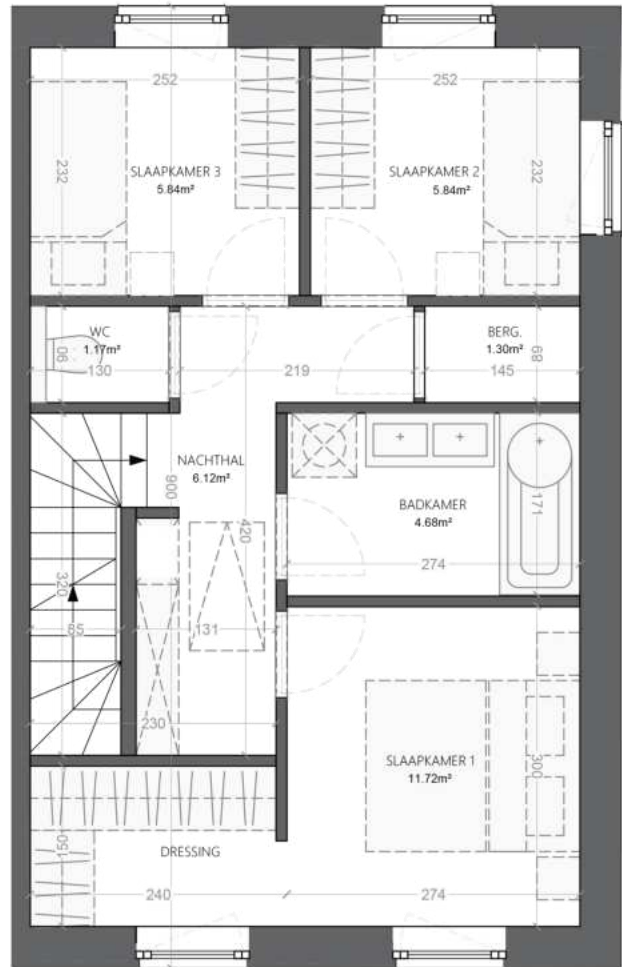 252
252
232
SLAAPKAMER 3
5.84m²
SLAAPKAMER 2
5.84m²
232
WC
1.17m²
90
130
219
BERG.
1.30m²
89
145
NACHTHAL
6.12m²
900
420
BADKAMER
4.68m²
171
274
320
85
131
230
SLAAPKAMER 1
11.72m²
300
150
DRESSING
240
274